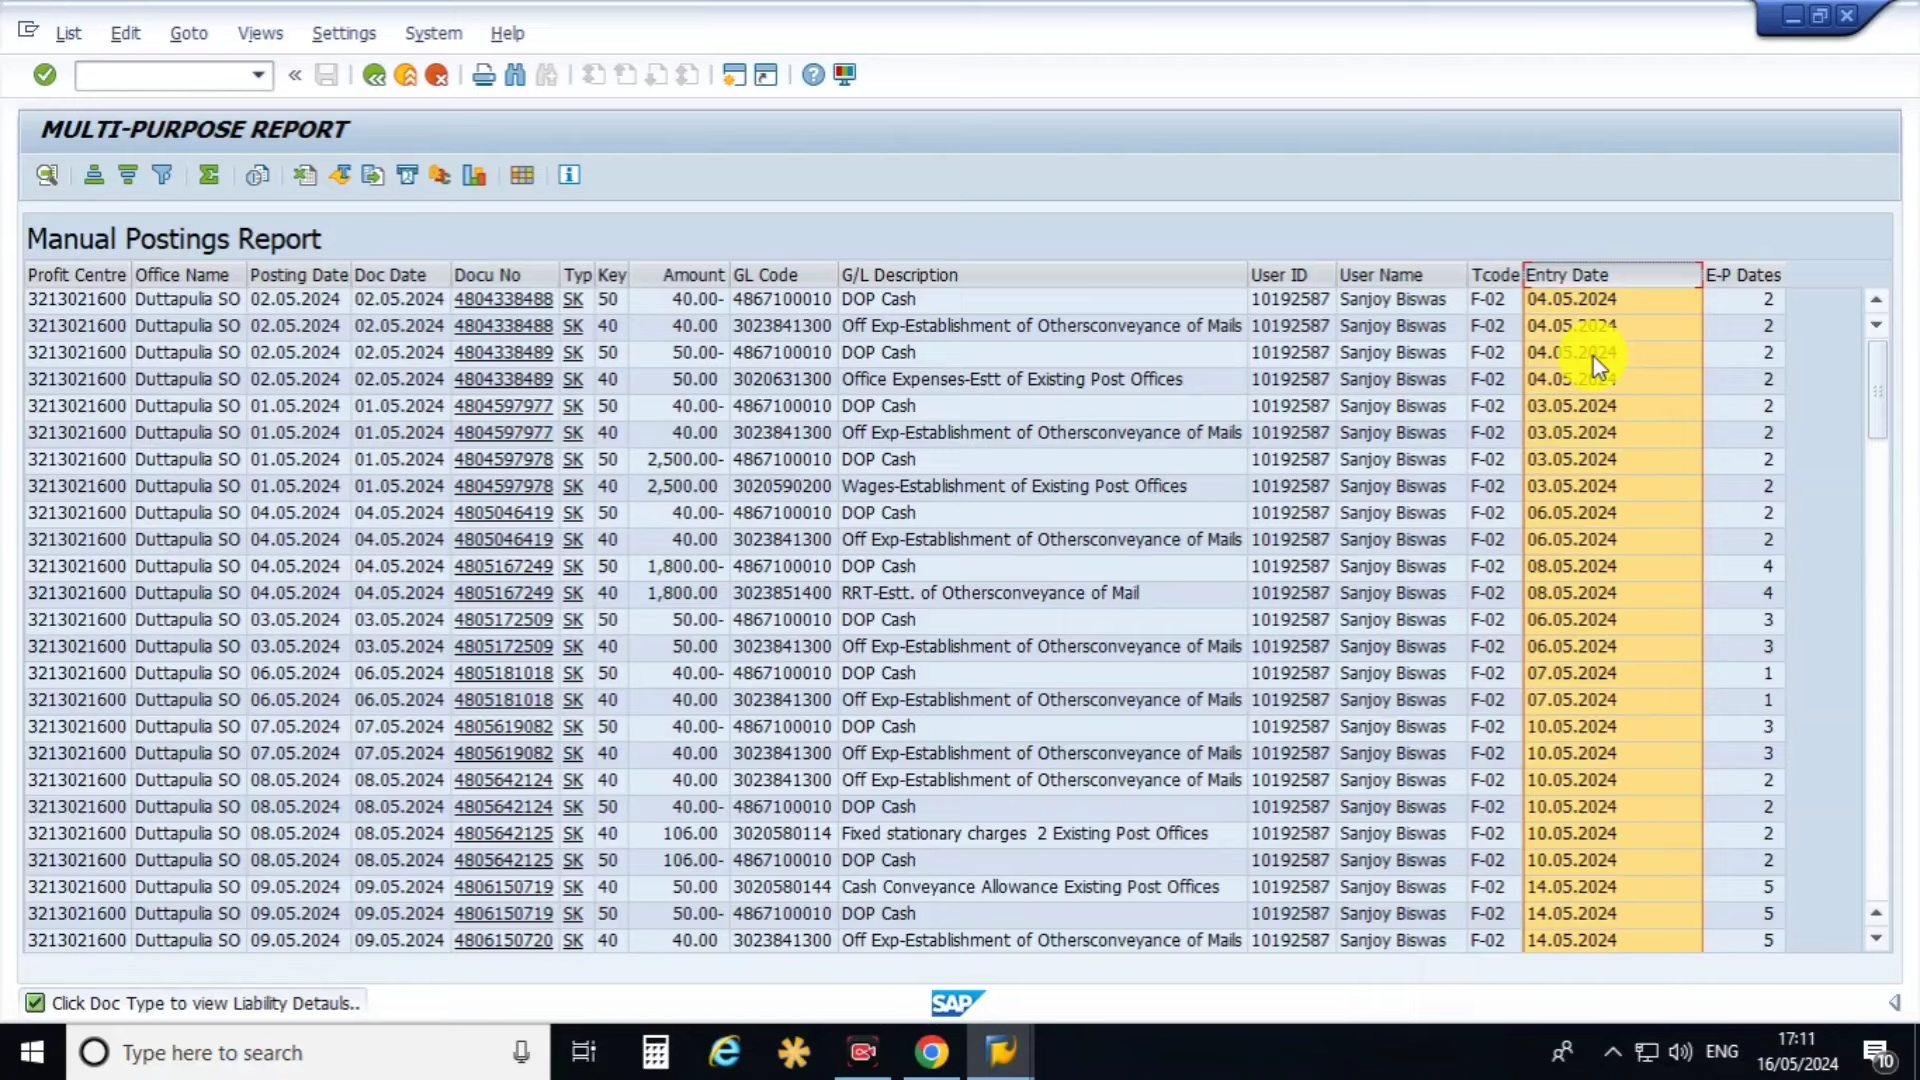 List Edit Goto Views Settings System Help
MULTI-PURPOSE REPORT
Manual Postings Report
Profit Centre Office Name Posting Date Doc Date Docu No Typ Key Amount GL Code G/L Description User ID User Name Tcode Entry Date E-P Dates
3213021600 Duttapulia SO 02.05.2024 02.05.2024 4804338488 SK 50 40.00- 4867100010 DOP Cash 10192587 Sanjoy Biswas F-02 04.05.2024 2
3213021600 Duttapulia SO 02.05.2024 02.05.2024 4804338488 SK 40 40.00 3023841300 Off Exp-Establishment of Othersconveyance of Mails 10192587 Sanjoy Biswas F-02 04.05.2024 2
3213021600 Duttapulia SO 02.05.2024 02.05.2024 4804338489 SK 50 50.00- 4867100010 DOP Cash 10192587 Sanjoy Biswas F-02 04.05.2024 2
3213021600 Duttapulia SO 02.05.2024 02.05.2024 4804338489 SK 40 50.00 3020631300 Office Expenses-Estt of Existing Post Offices 10192587 Sanjoy Biswas F-02 04.05.2024 2
3213021600 Duttapulia SO 01.05.2024 01.05.2024 4804597977 SK 50 40.00- 4867100010 DOP Cash 10192587 Sanjoy Biswas F-02 03.05.2024 2
3213021600 Duttapulia SO 01.05.2024 01.05.2024 4804597977 SK 40 40.00 3023841300 Off Exp-Establishment of Othersconveyance of Mails 10192587 Sanjoy Biswas F-02 03.05.2024 2
3213021600 Duttapulia SO 01.05.2024 01.05.2024 4804597978 SK 50 2,500.00- 4867100010 DOP Cash 10192587 Sanjoy Biswas F-02 03.05.2024 2
3213021600 Duttapulia SO 01.05.2024 01.05.2024 4804597978 SK 40 2,500.00 3020590200 Wages-Establishment of Existing Post Offices 10192587 Sanjoy Biswas F-02 03.05.2024 2
3213021600 Duttapulia SO 04.05.2024 04.05.2024 4805046419 SK 50 40.00- 4867100010 DOP Cash 10192587 Sanjoy Biswas F-02 06.05.2024 2
3213021600 Duttapulia SO 04.05.2024 04.05.2024 4805046419 SK 40 40.00 3023841300 Off Exp-Establishment of Othersconveyance of Mails 10192587 Sanjoy Biswas F-02 06.05.2024 2
3213021600 Duttapulia SO 04.05.2024 04.05.2024 4805167249 SK 50 1,800.00- 4867100010 DOP Cash 10192587 Sanjoy Biswas F-02 08.05.2024 4
3213021600 Duttapulia SO 04.05.2024 04.05.2024 4805167249 SK 40 1,800.00 3023851400 RRT-Estt. of Othersconveyance of Mail 10192587 Sanjoy Biswas F-02 08.05.2024 4
3213021600 Duttapulia SO 03.05.2024 03.05.2024 4805172509 SK 50 50.00- 4867100010 DOP Cash 10192587 Sanjoy Biswas F-02 06.05.2024 3
3213021600 Duttapulia SO 03.05.2024 03.05.2024 4805172509 SK 40 50.00 3023841300 Off Exp-Establishment of Othersconveyance of Mails 10192587 Sanjoy Biswas F-02 06.05.2024 3
3213021600 Duttapulia SO 06.05.2024 06.05.2024 4805181018 SK 50 40.00- 4867100010 DOP Cash 10192587 Sanjoy Biswas F-02 07.05.2024 1
3213021600 Duttapulia SO 06.05.2024 06.05.2024 4805181018 SK 40 40.00 3023841300 Off Exp-Establishment of Othersconveyance of Mails 10192587 Sanjoy Biswas F-02 07.05.2024 1
3213021600 Duttapulia SO 07.05.2024 07.05.2024 4805619082 SK 50 40.00- 4867100010 DOP Cash 10192587 Sanjoy Biswas F-02 10.05.2024 3
3213021600 Duttapulia SO 07.05.2024 07.05.2024 4805619082 SK 40 40.00 3023841300 Off Exp-Establishment of Othersconveyance of Mails 10192587 Sanjoy Biswas F-02 10.05.2024 3
3213021600 Duttapulia SO 08.05.2024 08.05.2024 4805642124 SK 40 40.00 3023841300 Off Exp-Establishment of Othersconveyance of Mails 10192587 Sanjoy Biswas F-02 10.05.2024 2
3213021600 Duttapulia SO 08.05.2024 08.05.2024 4805642124 SK 50 40.00- 4867100010 DOP Cash 10192587 Sanjoy Biswas F-02 10.05.2024 2
3213021600 Duttapulia SO 08.05.2024 08.05.2024 4805642125 SK 40 106.00 3020580114 Fixed stationary charges 2 Existing Post Offices 10192587 Sanjoy Biswas F-02 10.05.2024 2
3213021600 Duttapulia SO 08.05.2024 08.05.2024 4805642125 SK 50 106.00- 4867100010 DOP Cash 10192587 Sanjoy Biswas F-02 10.05.2024 2
3213021600 Duttapulia SO 09.05.2024 09.05.2024 4806150719 SK 40 50.00 3020580144 Cash Conveyance Allowance Existing Post Offices 10192587 Sanjoy Biswas F-02 14.05.2024 5
3213021600 Duttapulia SO 09.05.2024 09.05.2024 4806150719 SK 50 50.00- 4867100010 DOP Cash 10192587 Sanjoy Biswas F-02 14.05.2024 5
3213021600 Duttapulia SO 09.05.2024 09.05.2024 4806150720 SK 40 40.00 3023841300 Off Exp-Establishment of Othersconveyance of Mails 10192587 Sanjoy Biswas F-02 14.05.2024 5
Click Doc Type to view Liability Detauls..
SAP
Type here to search
ENG
17:11
16/05/2024
10